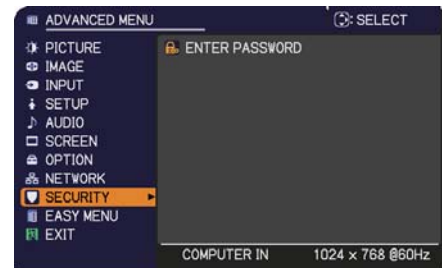 ADVANCED MENU
: SELECT
PICTURE
ENTER PASSWORD
IMAGE
INPUT
SETUP
AUDIO
SCREEN
OPTION
NETWORK
SECURITY
EASY MENU
EXIT
COMPUTER IN 1024 x 768 @60Hz